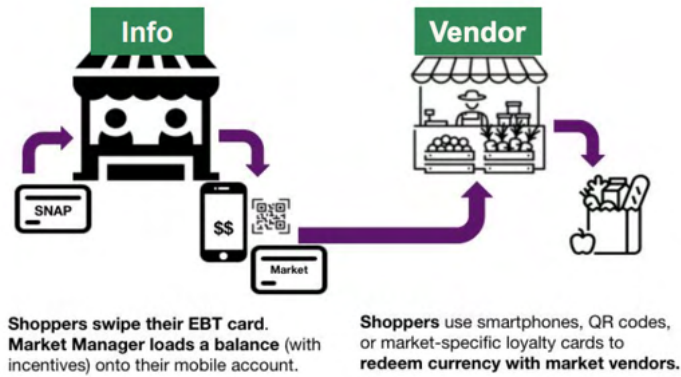 Info
Vendor
SNAP
$$
Market
Shoppers swipe their EBT card.
Market Manager loads a balance (with
incentives) onto their mobile account.
Shoppers use smartphones, QR codes,
or market-specific loyalty cards to
redeem currency with market vendors.